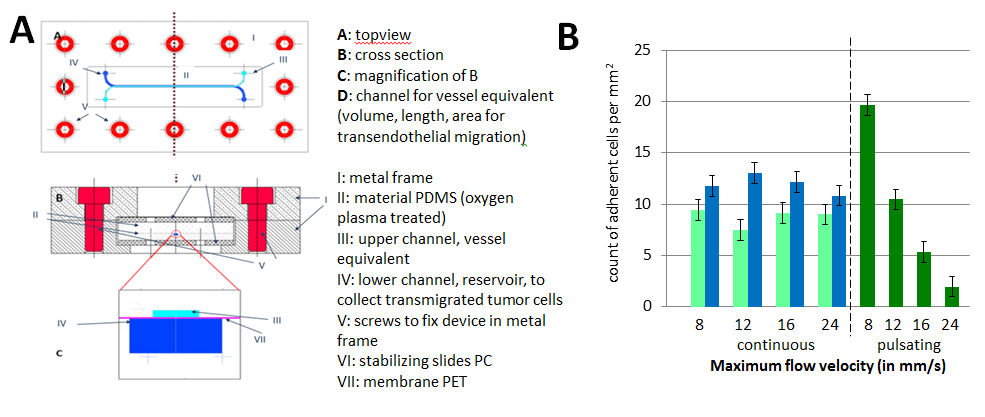 A
A
I
IV
III
II
I
V
A: topview
B: cross section
C: magnification of B
D: channel for vessel equivalent
(volume, length, area for
transendothelial migration)
VI
B
I
II
V
I: metal frame
II: material PDMS (oxygen
plasma treated)
III: upper channel, vessel
equivalent
IV: lower channel, reservoir, to
collect transmigrated tumor cells
V: screws to fix device in metal
frame
VI: stabilizing slides PC
VII: membrane PET
IV
III
VII
C
B
count of adherent cells per mm²
25
20
15
10
5
0
8 12 16 24 8 12 16 24
continuous pulsating
Maximum flow velocity (in mm/s)